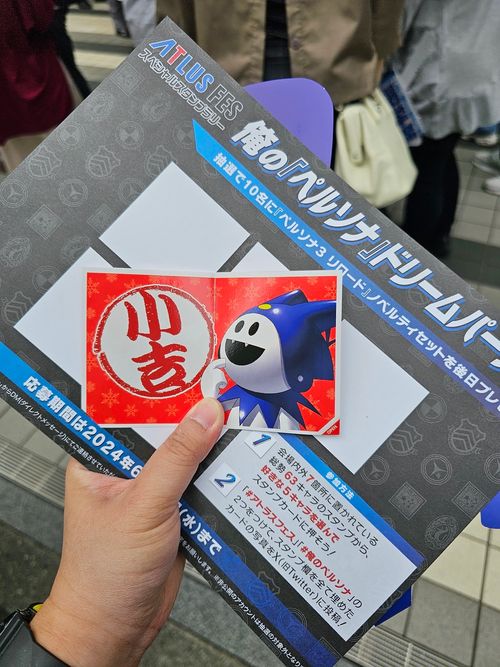 ATLUS FES
スペシャルスタンプラリー
俺の『ペルソナ』ドリームパー
抽選で10名に『ペルソナ3 リロード』ノベルティセットを後日プレ
小吉
応募期間は2024年6
(水)まで
参加方法
1
会場内外7箇所に置かれている
総勢63キャラのスタンプから、
好きな5キャラを選んで
スタンプカードに押そう!
2
#アトラスフェス」「#俺のペルソナ」の
2つをつけて、スタンプ欄を全て埋めた
カードの写真をX(旧Twitter)に投稿!